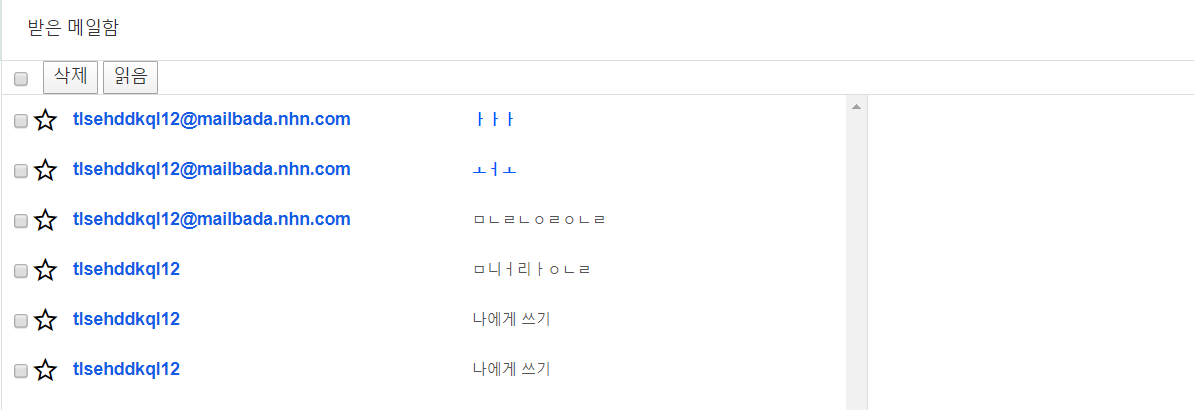 받은 메일함
삭제 읽음
tlsehddkql12@mailbada.nhn.com ㅏㅏㅏ
tlsehddkql12@mailbada.nhn.com ㅗㅓㅗ
tlsehddkql12@mailbada.nhn.com ㅁㄴㄹㄴㅇㄹㅇㄴㄹ
tlsehddkql12 ㅁ니ㅓ리ㅏㅇㄴㄹ
tlsehddkql12 나에게 쓰기
tlsehddkql12 나에게 쓰기